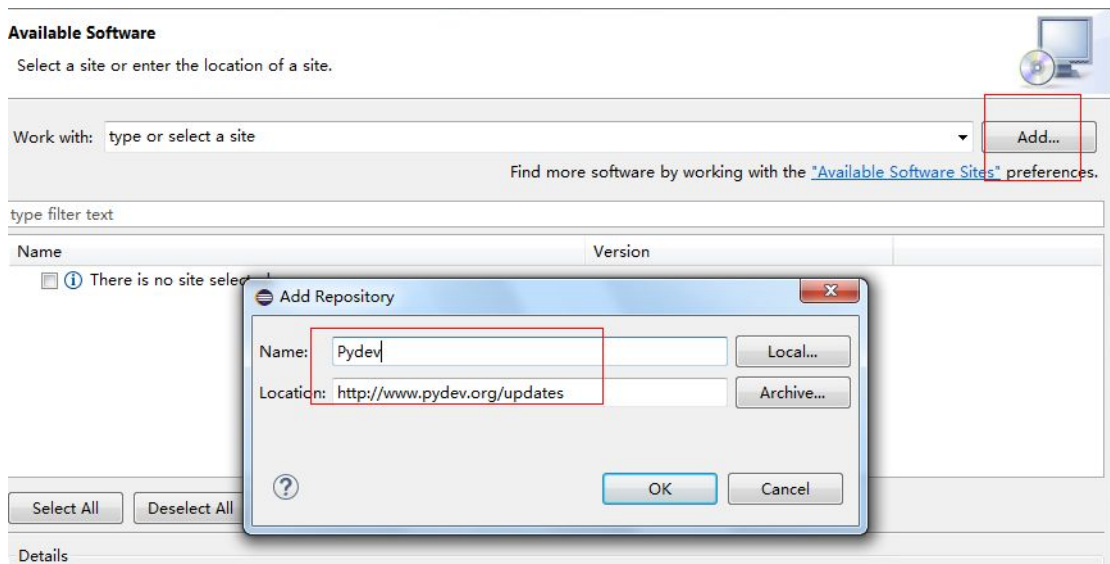 Available Software
Select a site or enter the location of a site.
Work with: type or select a site Add...
Find more software by working with the "Available Software Sites" preferences.
type filter text
Name Version
There is no site
Add Repository
Name: Pydev Local...
Location: http://www.pydev.org/updates Archive...
OK Cancel
Select All Deselect All
Details